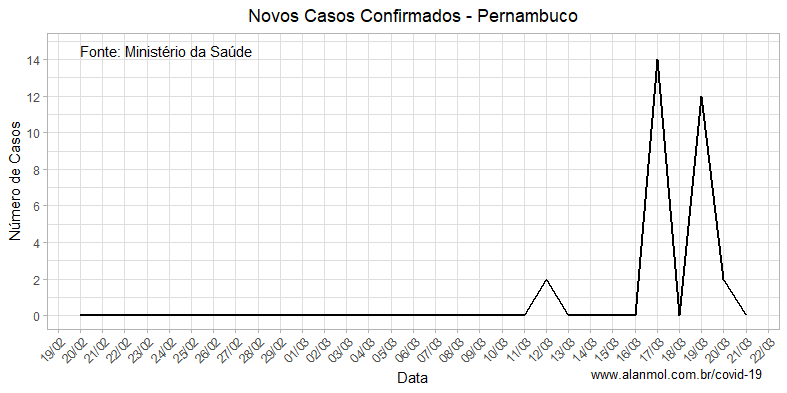 Novos Casos Confirmados - Pernambuco
Fonte: Ministério da Saúde
Número de Casos
14
12
10
8
6
4
2
0
19/02 20/02 21/02 22/02 23/02 24/02 25/02 26/02 27/02 28/02 29/02 01/03 02/03 03/03 04/03 05/03 06/03 07/03 08/03 09/03 10/03 11/03 12/03 13/03 14/03 15/03 16/03 17/03 18/03 19/03 20/03 21/03 22/03
Data
www.alanmol.com.br/covid-19